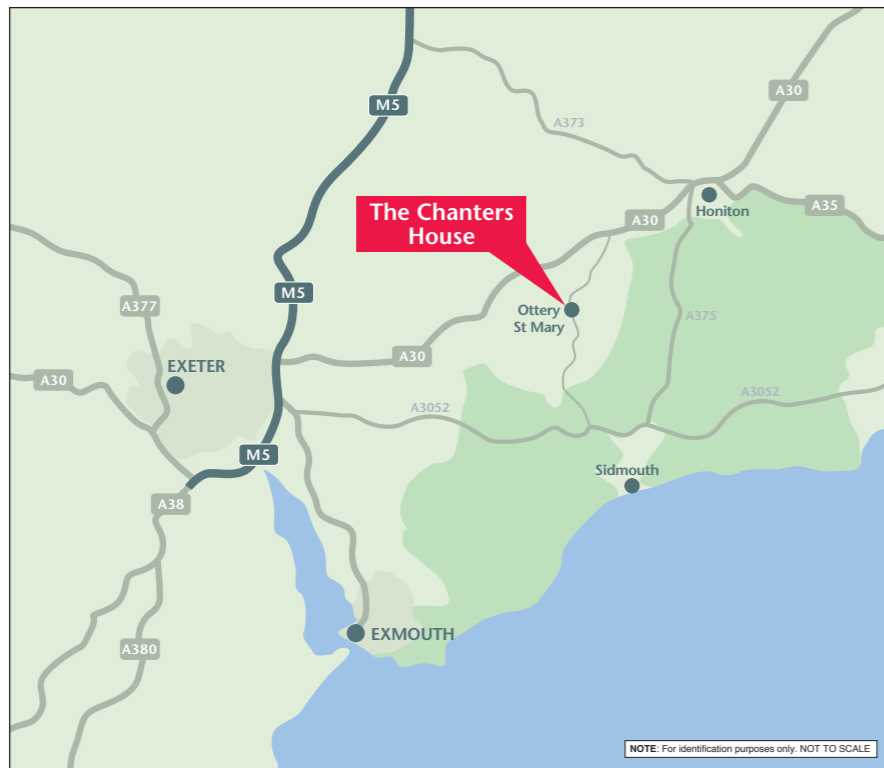 M5
A30
A373
The Chanters
House
Honiton
A35
A30
M5
A377
Ottery
St Mary
A375
A30
EXETER
A30
A3052
A3052
M5
Sidmouth
A38
EXMOUTH
A380
NOTE: For identification purposes only. NOT TO SCALE